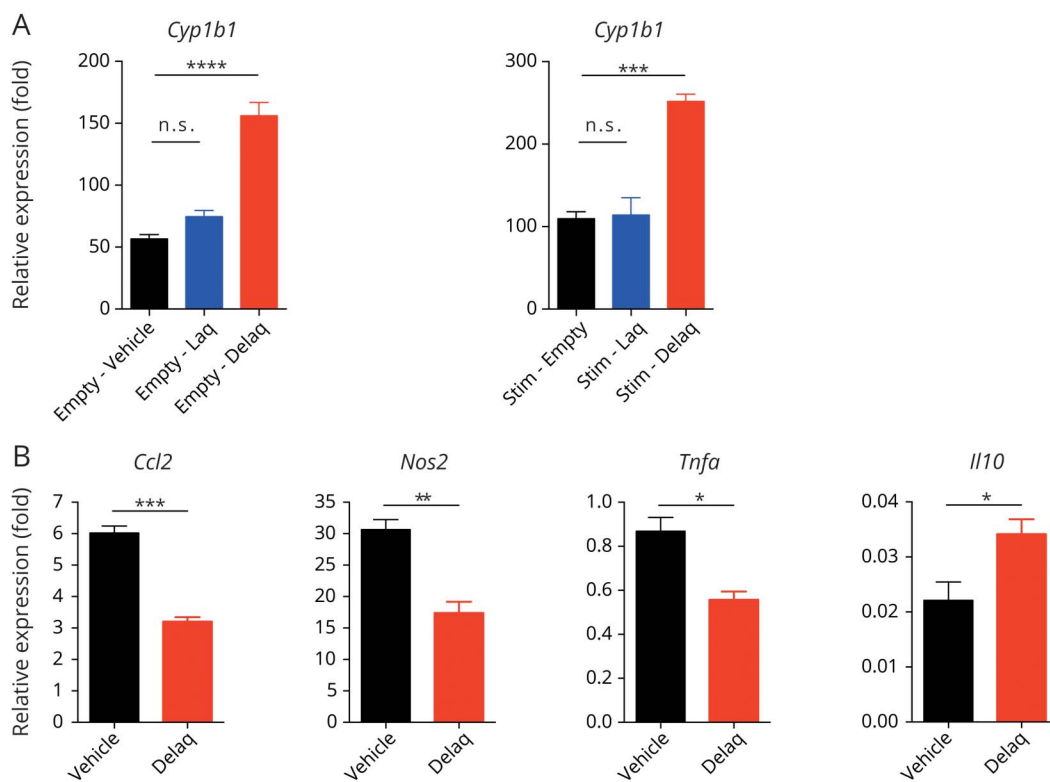 A
Cyp1b1
Relative expression (fold)
200
150
100
50
0
****
n.s.
Empty - Vehicle
Empty - Laq
Empty - Delaq
Cyp1b1
300
200
100
0
***
n.s.
Stim - Empty
Stim - Laq
Stim - Delaq
B
Ccl2
Relative expression (fold)
7
6
5
4
3
2
1
0
***
Vehicle
Delaq
Nos2
35
30
25
20
15
10
5
0
**
Vehicle
Delaq
Tnfa
1.0
0.8
0.6
0.4
0.2
0.0
*
Vehicle
Delaq
Il10
0.04
0.03
0.02
0.01
0.00
*
Vehicle
Delaq